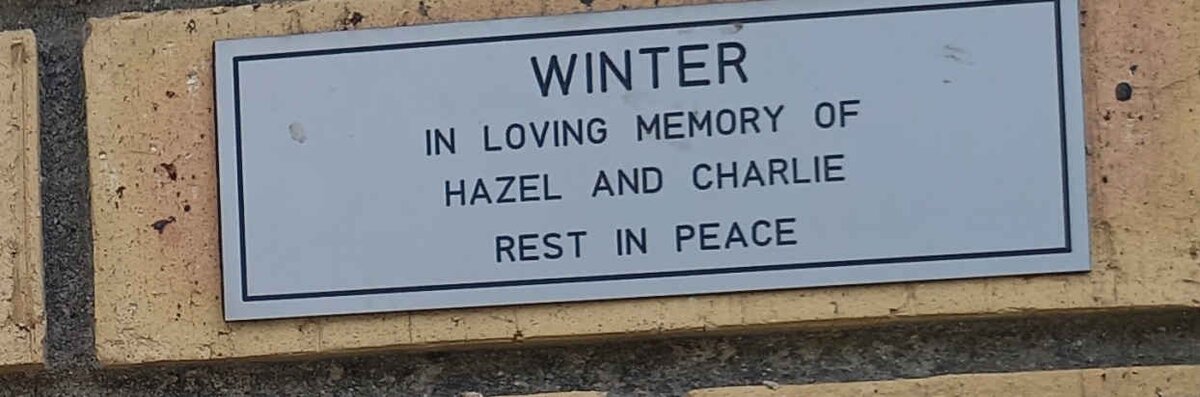 WINTER
IN LOVING MEMORY OF
HAZEL AND CHARLIE
REST IN PEACE